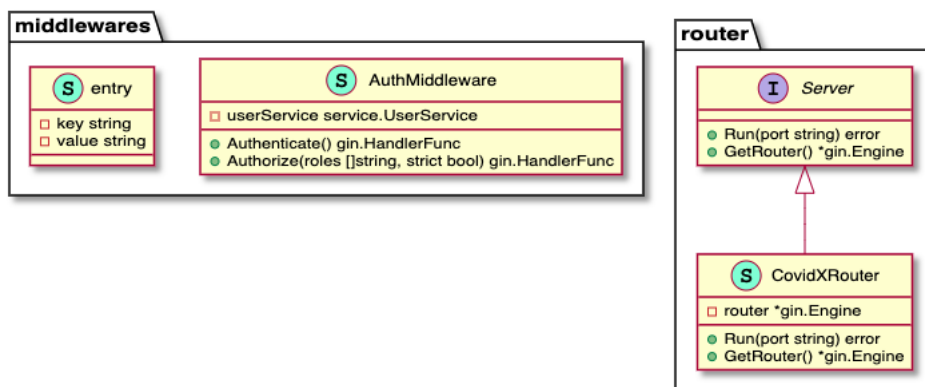 middlewares
S entry
key string
value string
S AuthMiddleware
userService service.UserService
Authenticate() gin.HandlerFunc
Authorize(roles []string, strict bool) gin.HandlerFunc
router
I Server
Run(port string) error
GetRouter() *gin.Engine
S CovidXRouter
router *gin.Engine
Run(port string) error
GetRouter() *gin.Engine